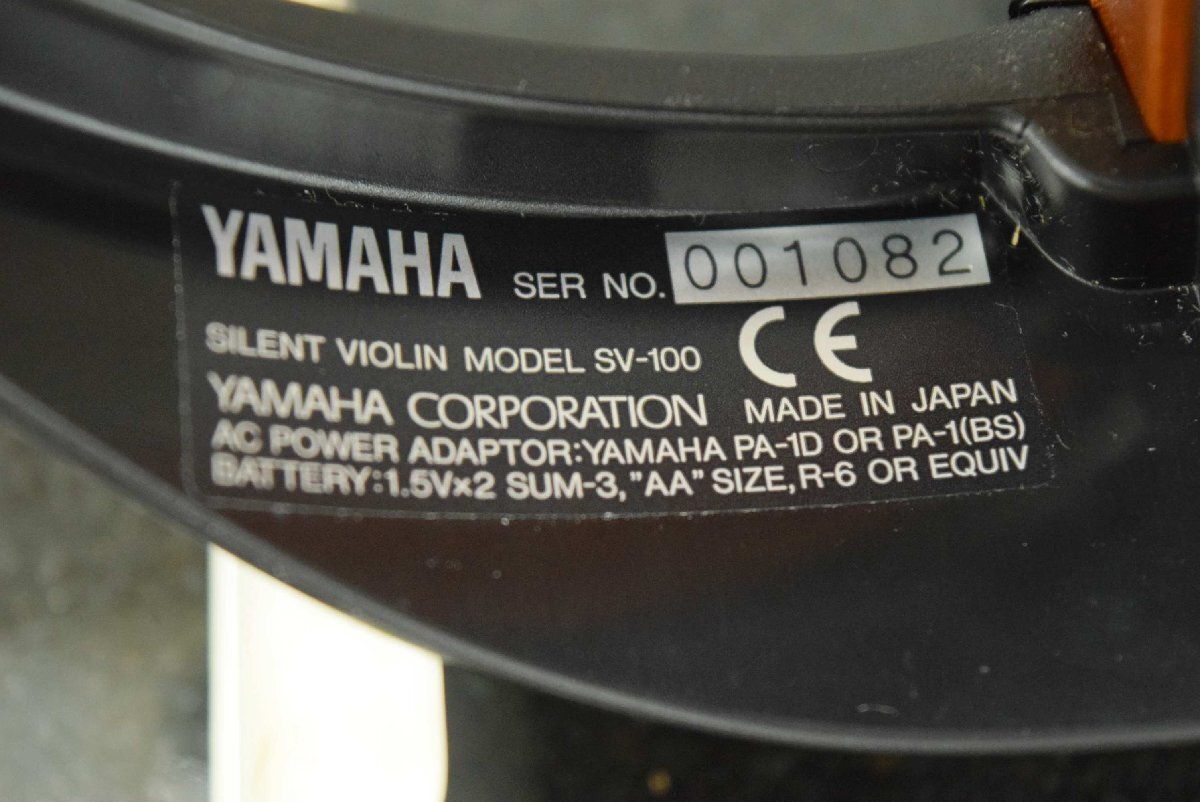 YAMAHA SER NO. 001082
SILENT VIOLIN MODEL SV-100 CE
YAMAHA CORPORATION MADE IN JAPAN
AC POWER ADAPTOR:YAMAHA PA-1D OR PA-1(BS)
BATTERY:1.5V×2 SUM-3,"AA" SIZE,R-6 OR EQUIV